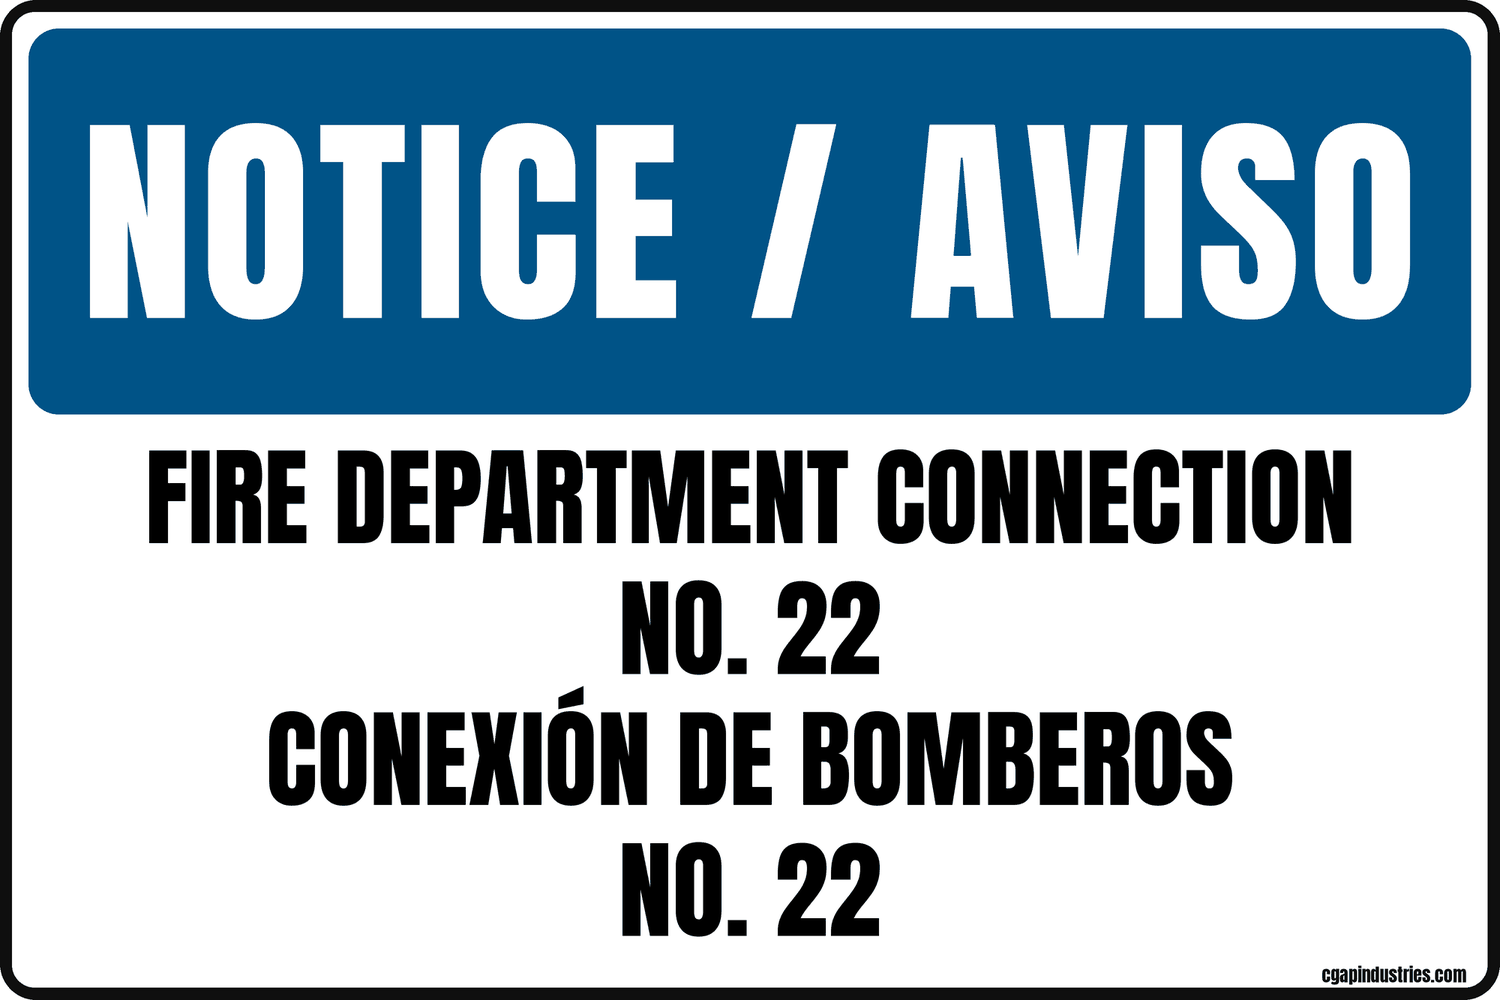 NOTICE / AVISO
FIRE DEPARTMENT CONNECTION
NO. 22
CONEXIÓN DE BOMBEROS
NO. 22
cgapindustries.com